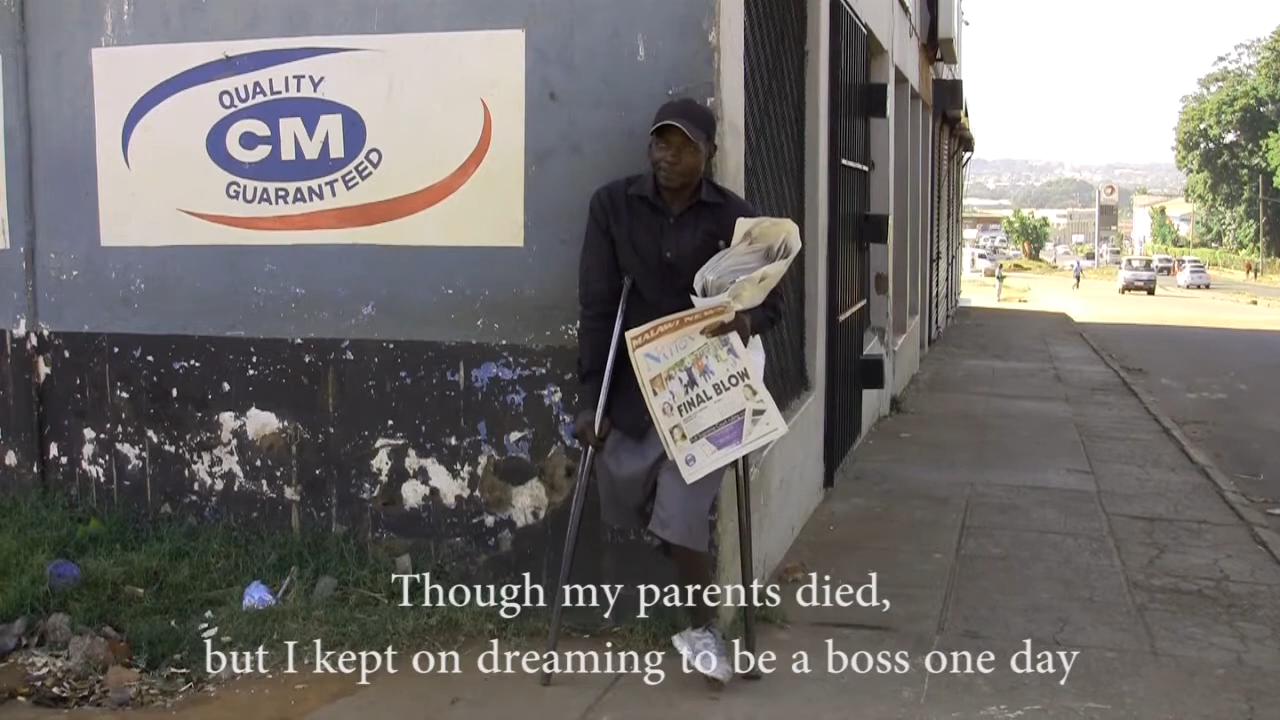 QUALITY
CM
GUARANTEED
MALAWI NEWS
NATION
FINAL BLOW
Though my parents died,
but I kept on dreaming to be a boss one day